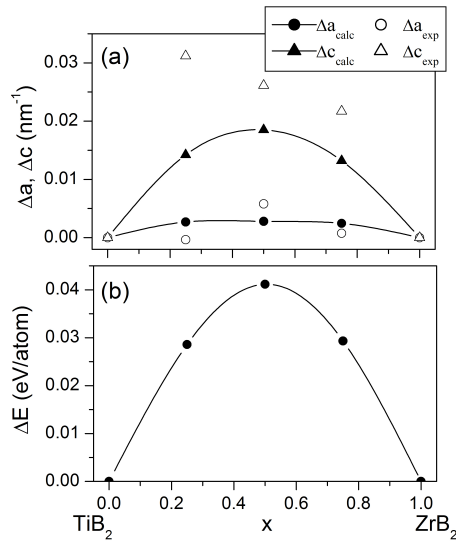 Δa_calc Δa_exp
Δc_calc Δc_exp
(a)
0.03
0.02
0.01
0.00
Δa, Δc (nm⁻¹)
(b)
0.04
0.03
0.04
0.01
0.00
ΔE (eV/atom)
0.0 0.2 0.4 0.6 0.8 1.0
TiB₂ x ZrB₂